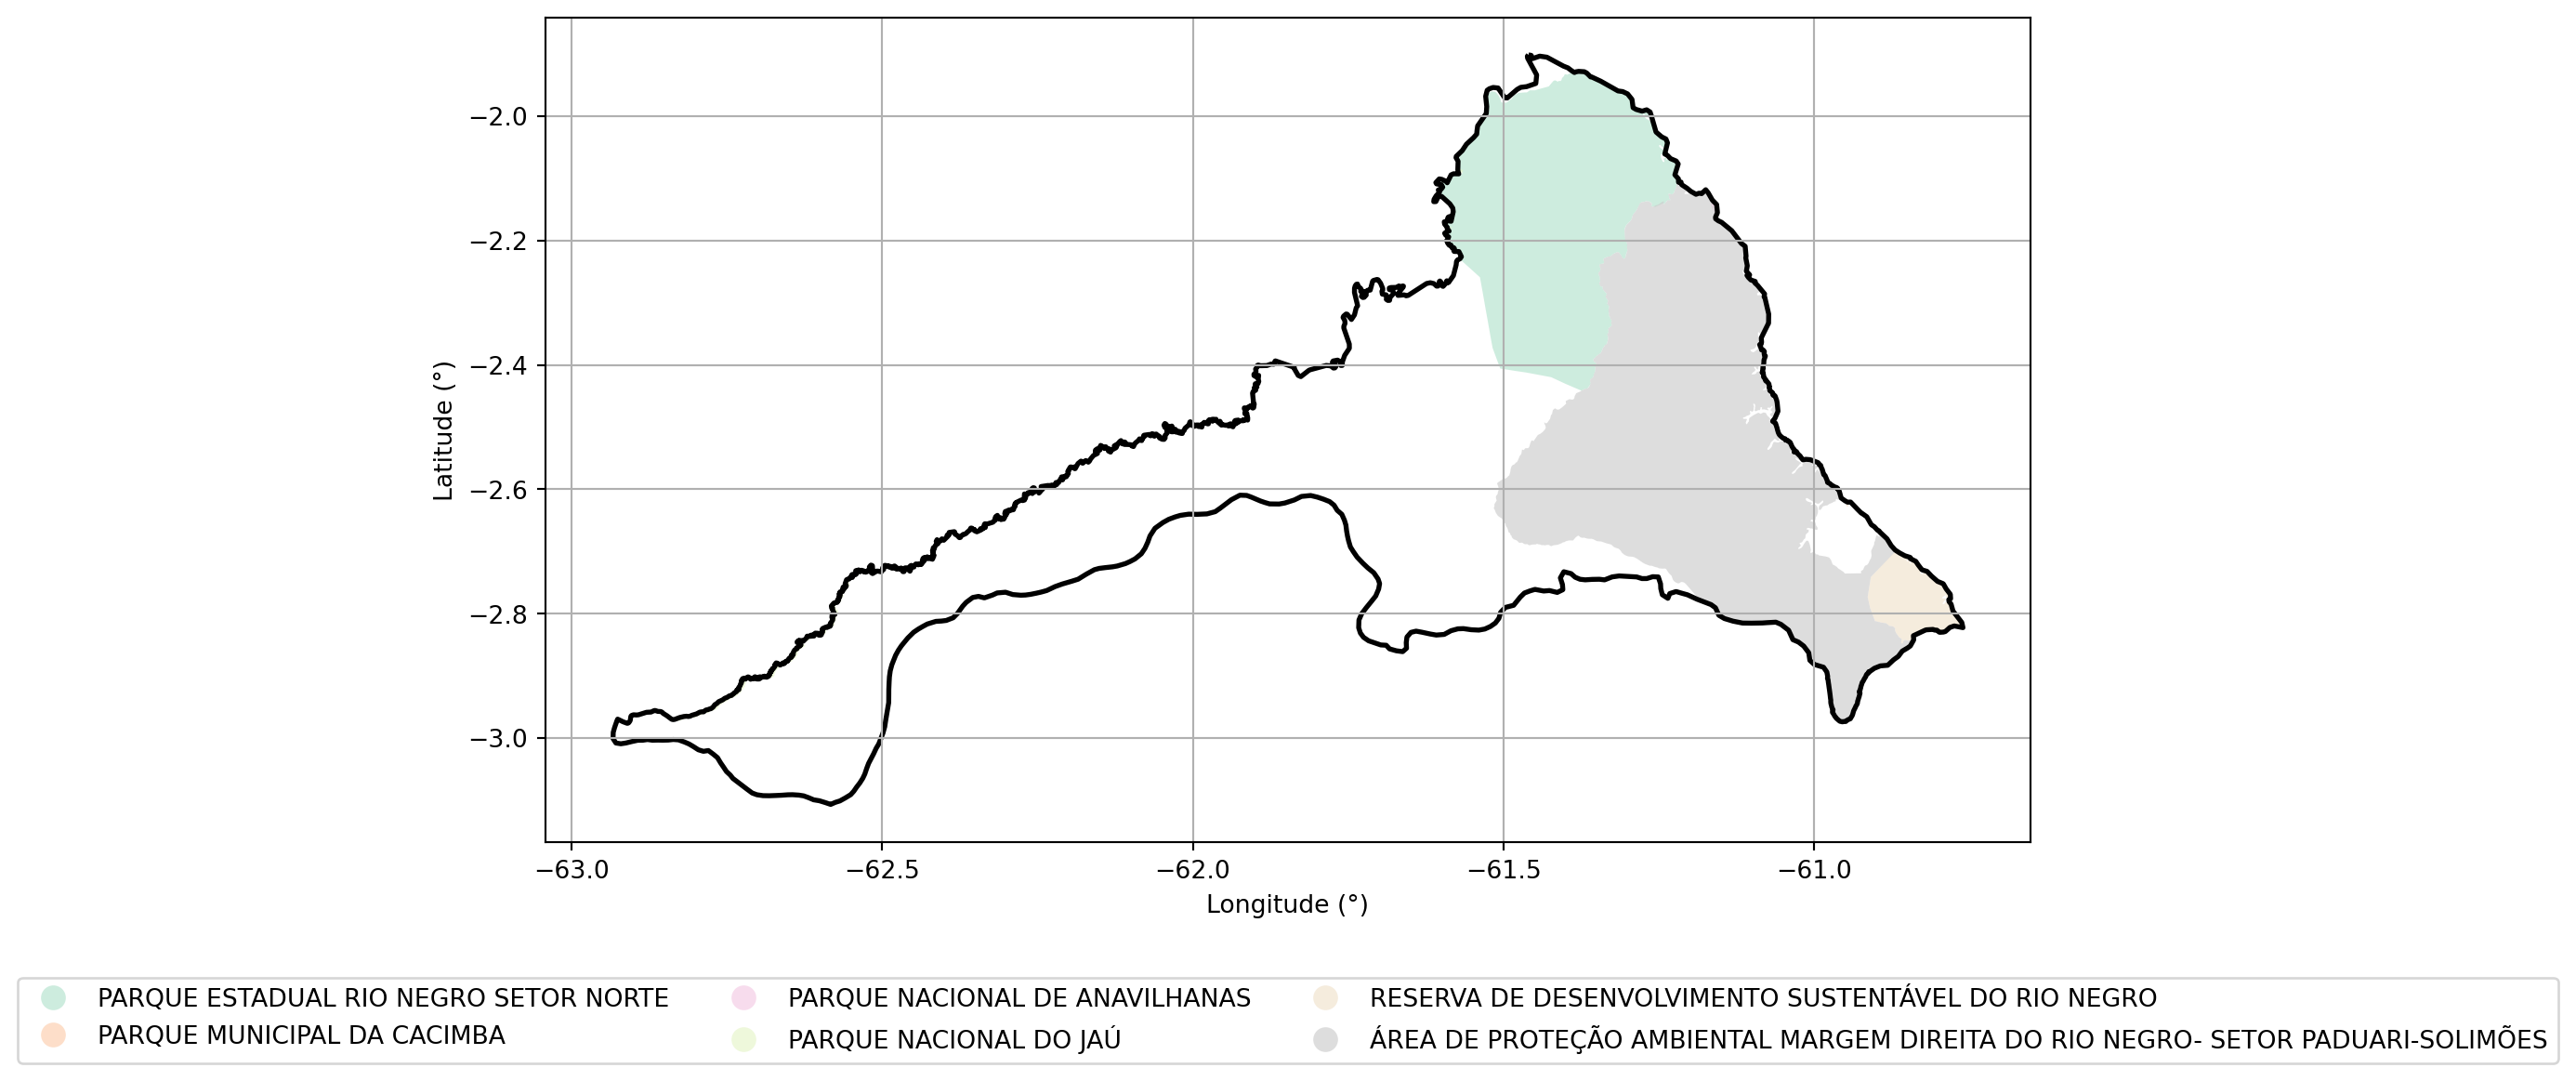 −2.0
−2.2
−2.4
−2.6
−2.8
−3.0
Latitude (°)
−63.0 −62.5 −62.0 −61.5 −61.0
Longitude (°)
PARQUE ESTADUAL RIO NEGRO SETOR NORTE
PARQUE MUNICIPAL DA CACIMBA
PARQUE NACIONAL DE ANAVILHANAS
PARQUE NACIONAL DO JAÚ
RESERVA DE DESENVOLVIMENTO SUSTENTÁVEL DO RIO NEGRO
ÁREA DE PROTEÇÃO AMBIENTAL MARGEM DIREITA DO RIO NEGRO- SETOR PADUARI-SOLIMÕES